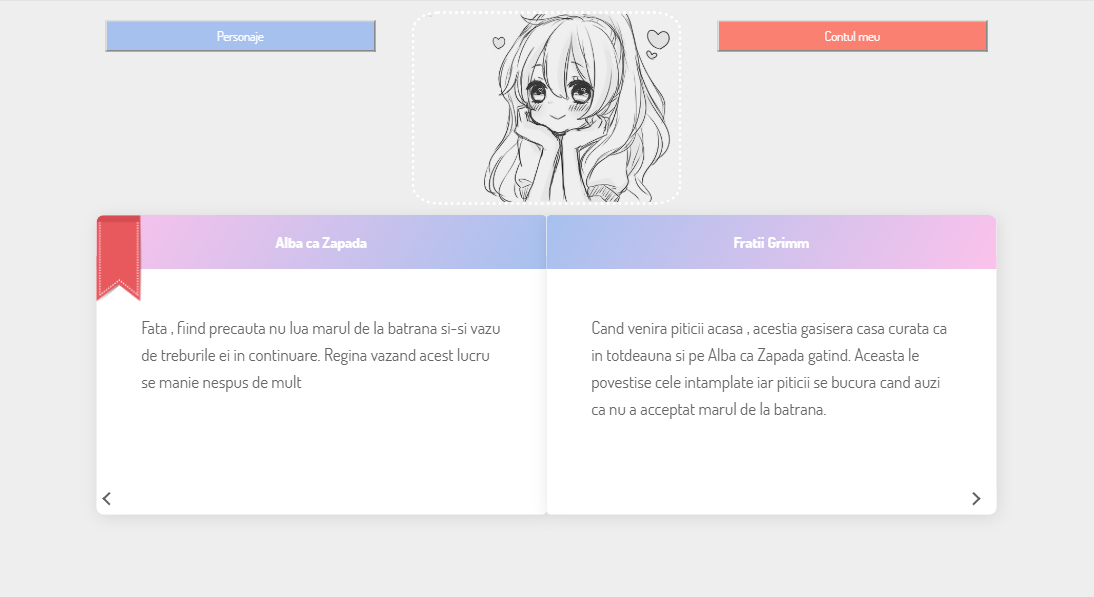 Personaje
Contul meu
Alba ca Zapada
Fata , fiind precauta nu lua marul de la batrana si-si vazu
de treburile ei in continuare. Regina vazand acest lucru
se manie nespus de mult
Fratii Grimm
Cand venira piticii acasa , acestia gasisera casa curata ca
in totdeauna si pe Alba ca Zapada gatind. Aceasta le
povestise cele intamplate iar piticii se bucura cand auzi
ca nu a acceptat marul de la batrana.